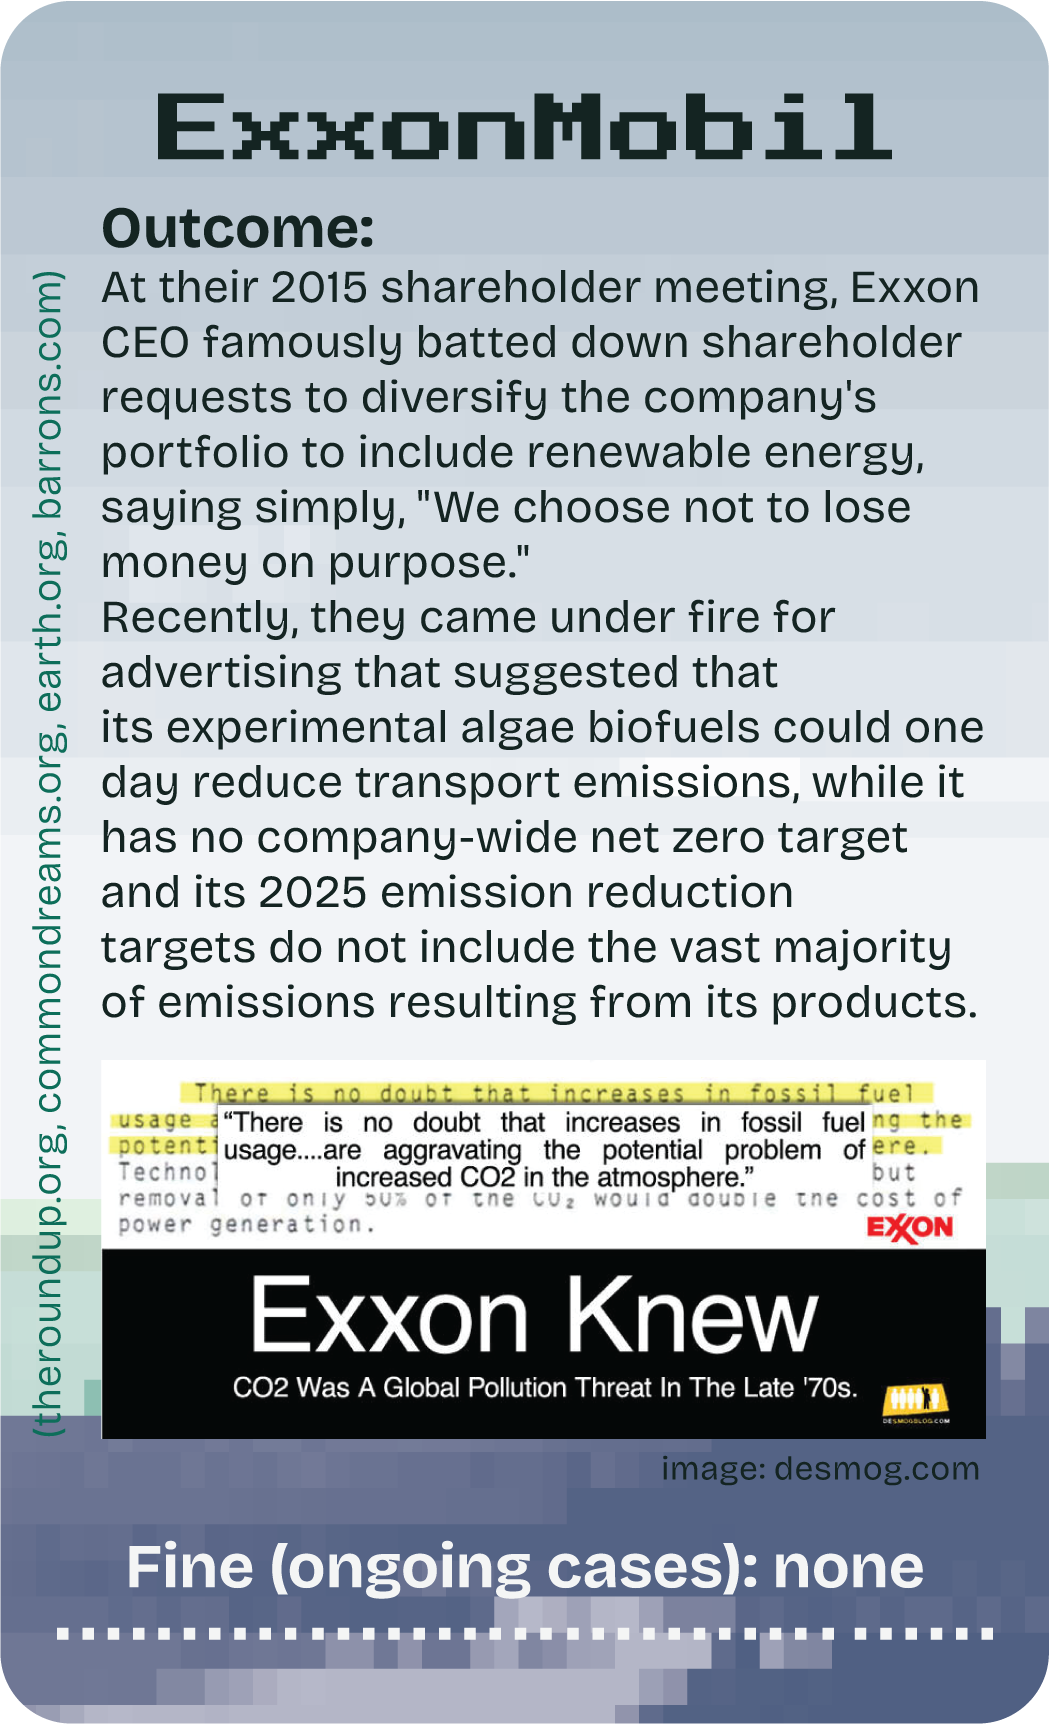 ExxonMobil
Outcome:
At their 2015 shareholder meeting, Exxon
CEO famously batted down shareholder
requests to diversify the company's
portfolio to include renewable energy,
saying simply, "We choose not to lose
money on purpose."
Recently, they came under fire for
advertising that suggested that
its experimental algae biofuels could one
day reduce transport emissions, while it
has no company-wide net zero target
and its 2025 emission reduction
targets do not include the vast majority
of emissions resulting from its products.
(theroundup.org, commondreams.org, earth.org, barrons.com)
There is no doubt that increases in fossil fuel
usage a
ng the
potenti
ere.
Technol
but
removal of only 50% of the CO₂ would double the cost of
power generation.
“There is no doubt that increases in fossil fuel
usage....are aggravating the potential problem of
increased CO2 in the atmosphere.”
EXXON
Exxon Knew
CO2 Was A Global Pollution Threat In The Late '70s.
DESMOGBLOG.COM
image: desmog.com
Fine (ongoing cases): none